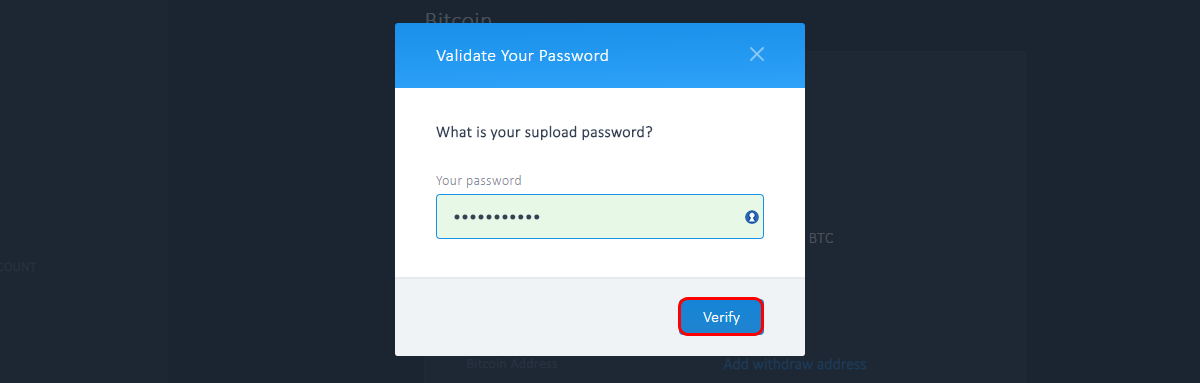 Bitcoin
Validate Your Password
What is your supload password?
Your password
•••••••••••
BTC
COUNT
Verify
Bitcoin Address
Add withdraw address